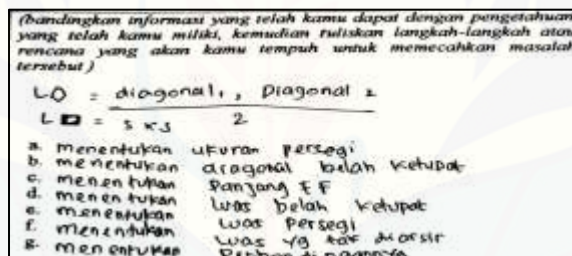 (bandingkan informasi yang telah kamu dapat dengan pengetahuan
yang telah kamu miliki, kemudian tuliskan langkah-langkah atau
rencana yang akan kamu tempuh untuk memecahkan masalah
tersebut)
L◇ = diagonal 1, Diagonal 2
2
L□ = s x s
a. menentukan ukuran persegi
b. menentukan diagonal belah ketupat
c. menentukan Panjang EF
d. menentukan luas belah ketupat
e. menentukan luas persegi
f. menentukan luas yg tak diarsir
g. menentukan Perbandingannya